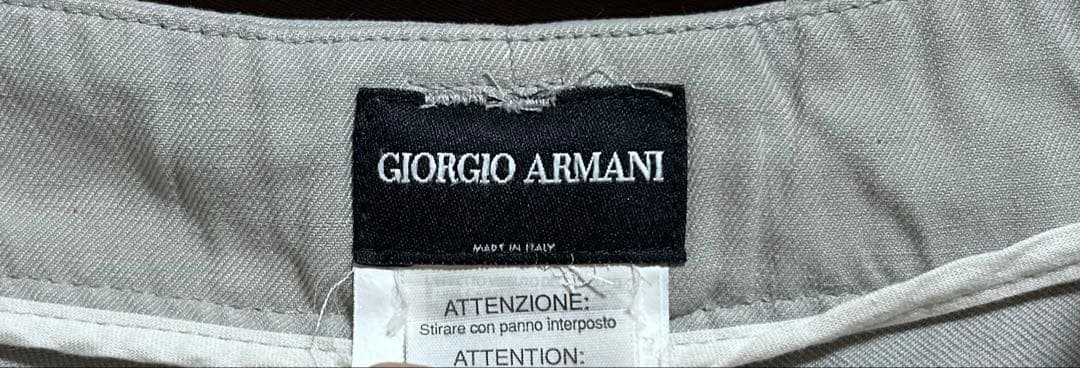 GIORGIO ARMANI
MADE IN ITALY
ATTENZIONE:
Stirare con panno interposto
ATTENTION: